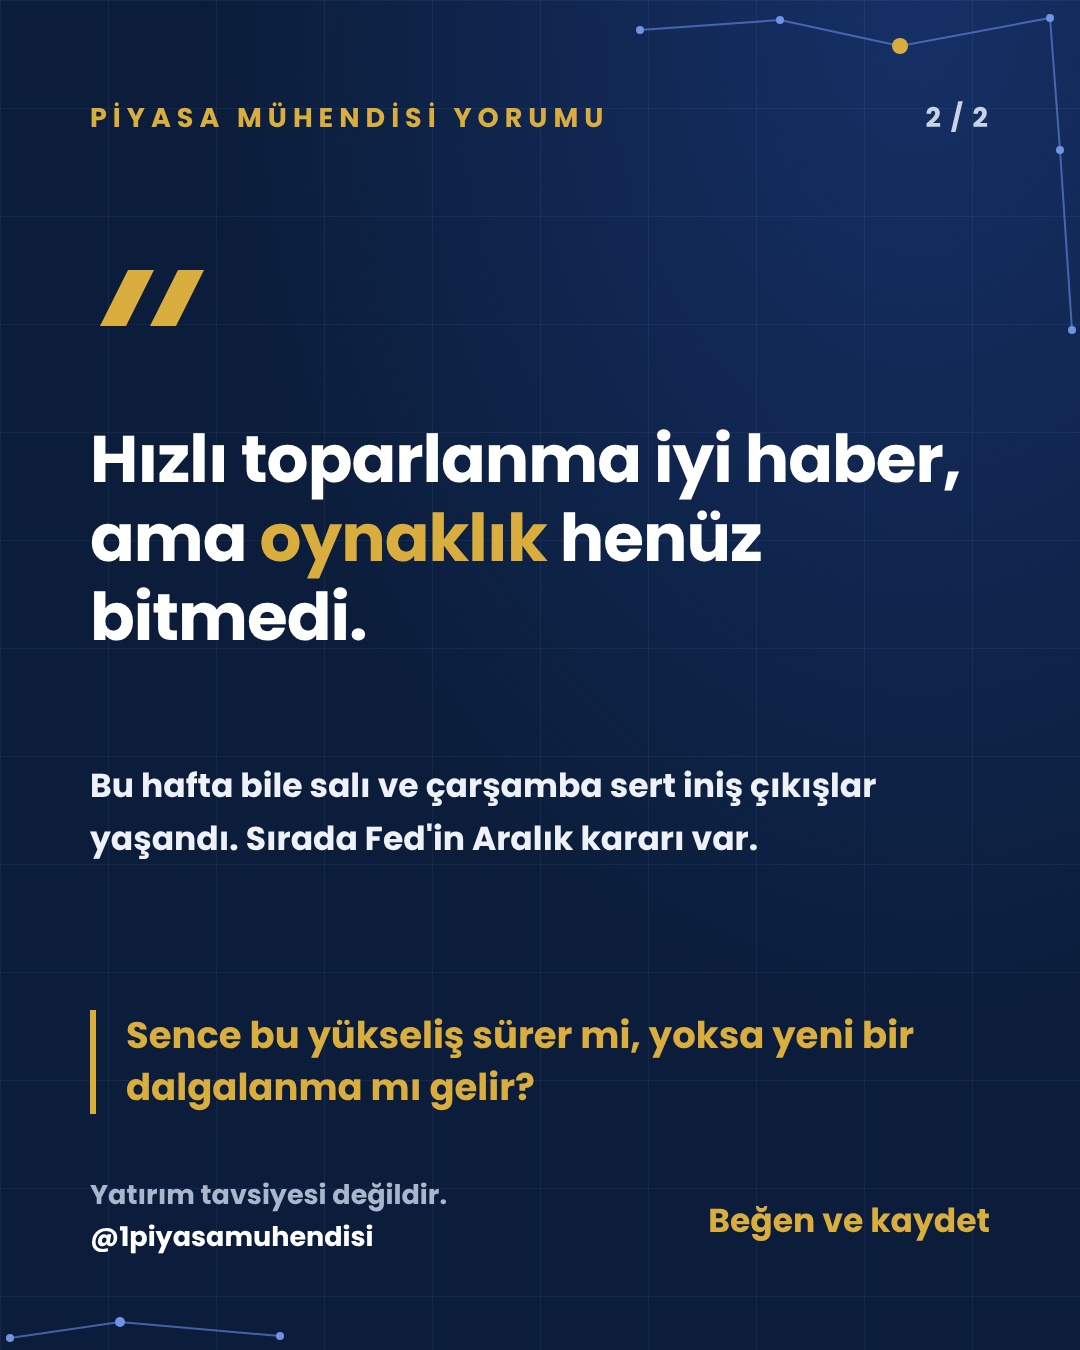 PİYASA MÜHENDİSİ YORUMU
2 / 2
Hızlı toparlanma iyi haber,
ama oynaklık henüz
bitmedi.
Bu hafta bile salı ve çarşamba sert iniş çıkışlar
yaşandı. Sırada Fed'in Aralık kararı var.
Sence bu yükseliş sürer mi, yoksa yeni bir
dalgalanma mı gelir?
Yatırım tavsiyesi değildir.
@1piyasamuhendisi
Beğen ve kaydet